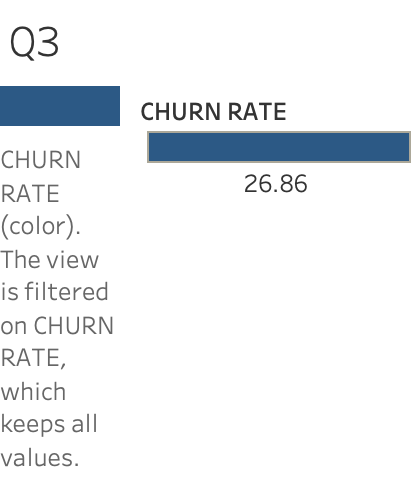 Q3
CHURN RATE
26.86
CHURN
RATE
(color).
The view
is filtered
on CHURN
RATE,
which
keeps all
values.